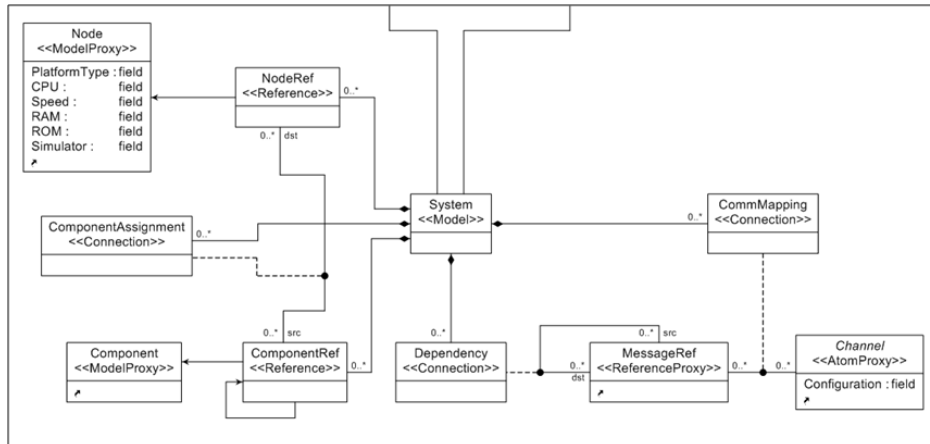 Node
<<ModelProxy>>
PlatformType : field
CPU : field
Speed : field
RAM : field
ROM : field
Simulator : field
NodeRef
<<Reference>>
0..*
0..* dst
System
<<Model>>
CommMapping
<<Connection>>
0..*
ComponentAssignment
<<Connection>>
0..*
0..* src
0..*
0..*
0..* src
Component
<<ModelProxy>>
ComponentRef
<<Reference>>
Dependency
<<Connection>>
0..*
dst
MessageRef
<<ReferenceProxy>>
0..* 0..*
Channel
<<AtomProxy>>
Configuration : field